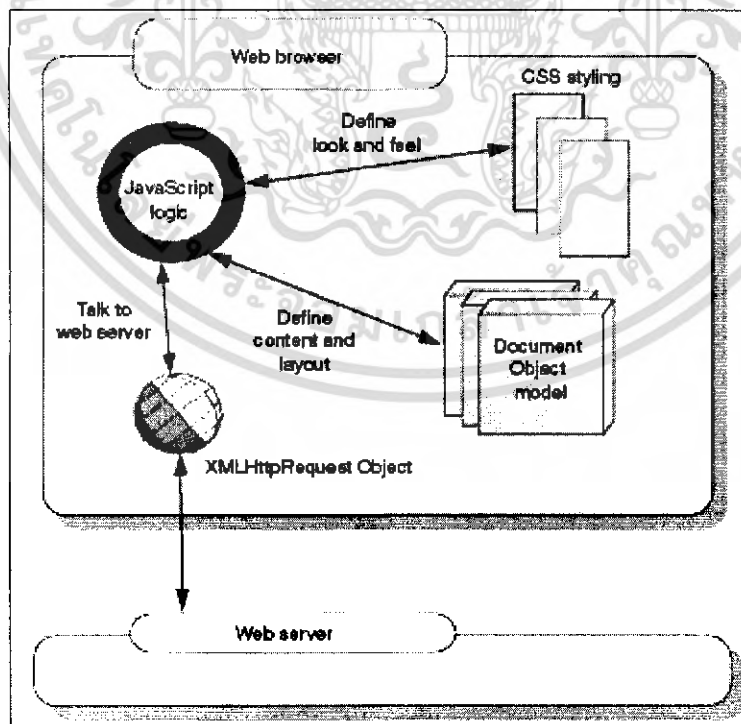 Web browser
CSS styling
Define
look and feel
JavaScript
logic
Talk to
web server
Define
content and
layout
Document
Object
model
XMLHttpRequest Object
Web server